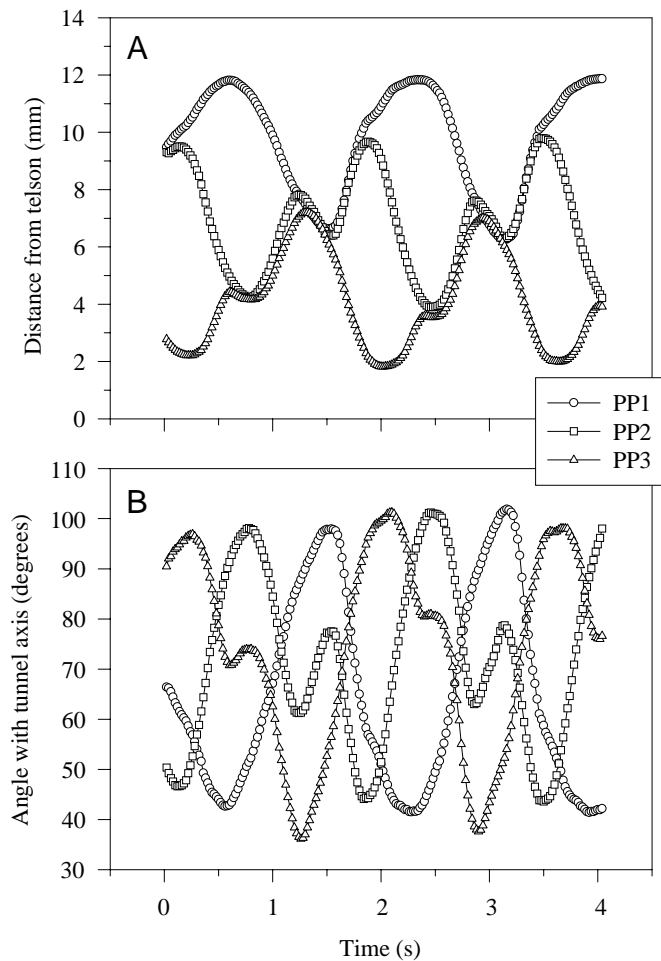 A
Distance from telson (mm)
14
12
10
8
6
4
2
0
PP1
PP2
PP3
B
Angle with tunnel axis (degrees)
110
100
90
80
70
60
50
40
30
0 1 2 3 4
Time (s)